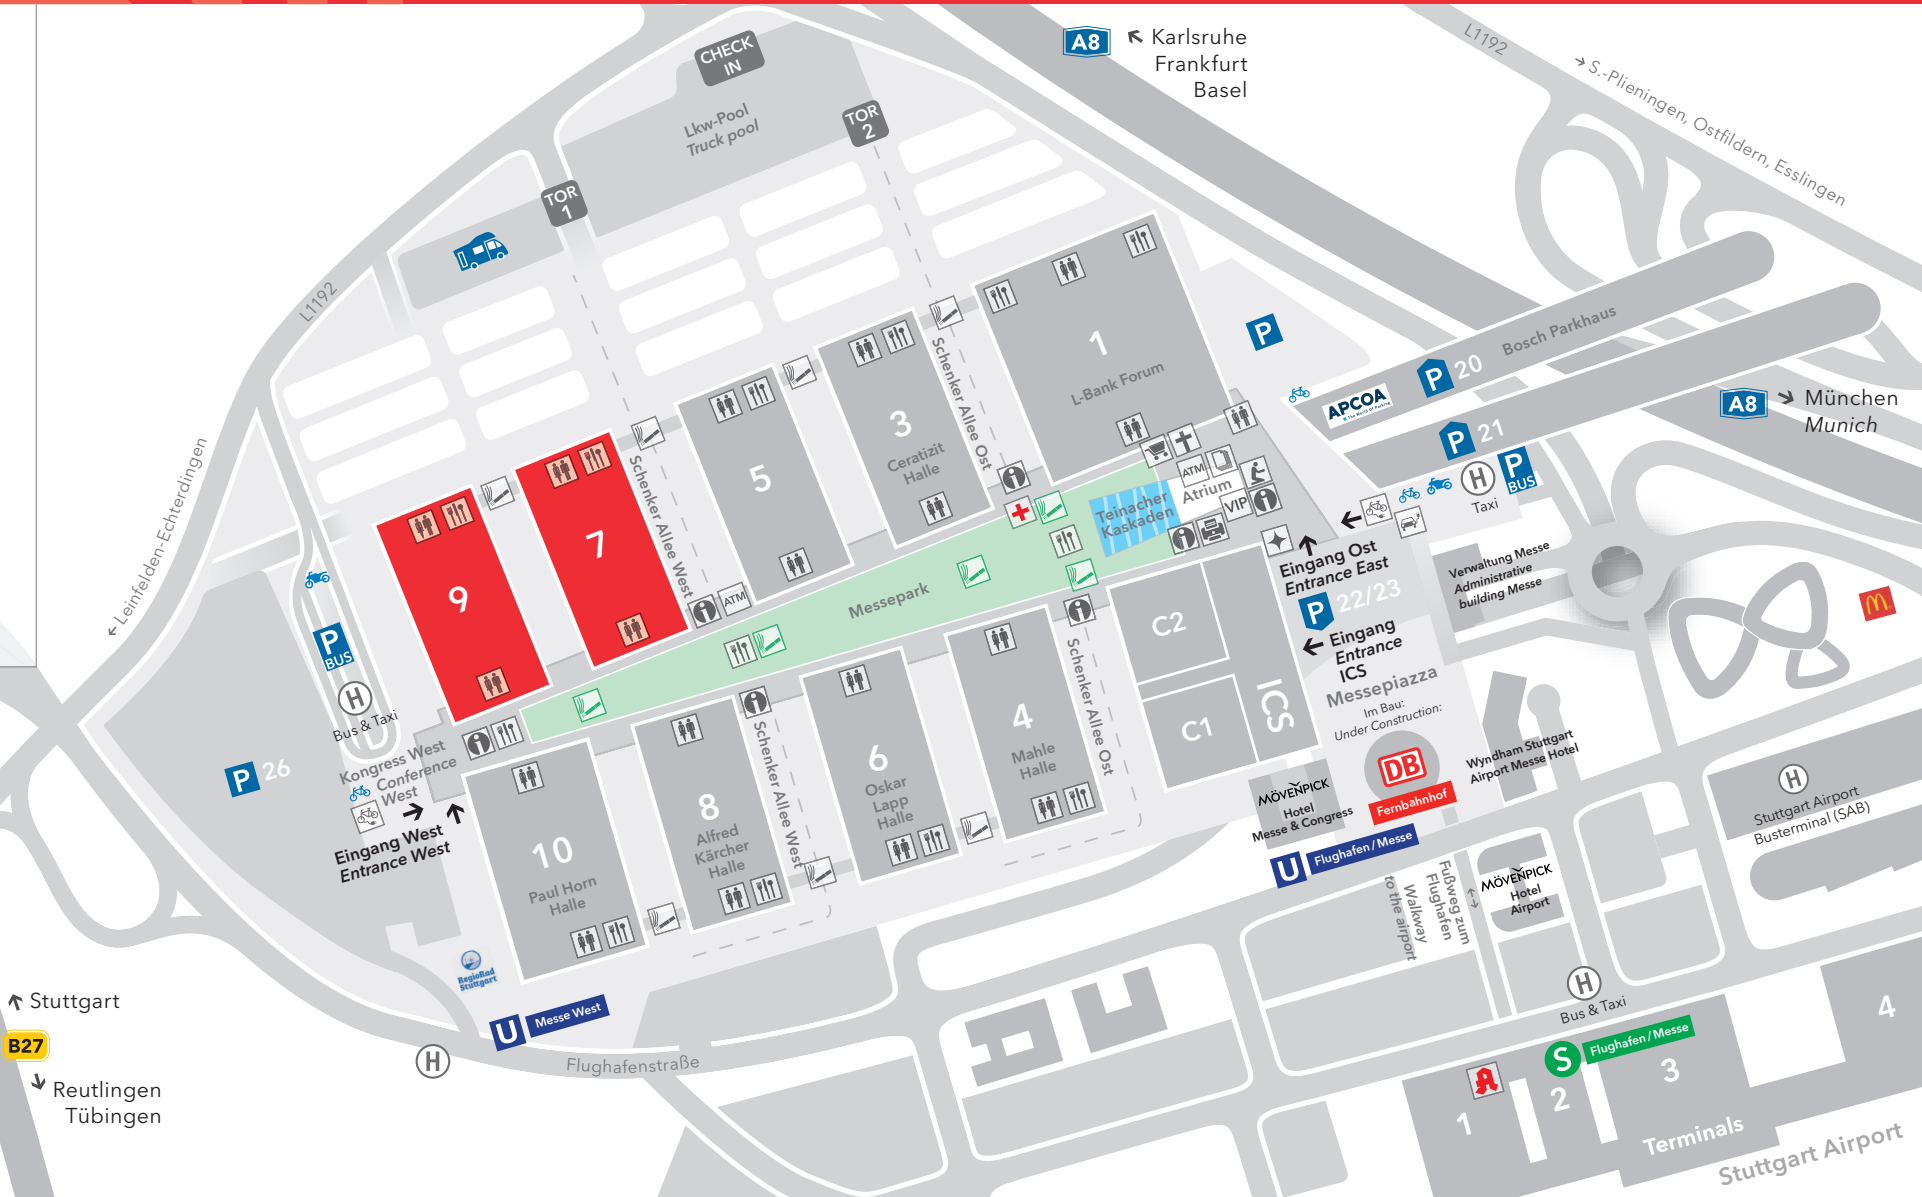 A8
Karlsruhe
Frankfurt
Basel
L1192
S.-Plieningen, Ostfildern, Esslingen
CHECK
IN
Lkw-Pool
Truck pool
TOR
2
TOR
1
L1192
Leinfelden-Echterdingen
P
Bosch Parkhaus
P 20
APCOA
P 21
A8
München
Munich
1
L-Bank Forum
3
Ceratizit
Halle
5
7
9
Schenker Allee Ost
Schenker Allee West
ATM
Messepark
Teinacher
Kaskaden
ATM
Atrium
VIP
H
Taxi
P
BUS
Eingang Ost
Entrance East
P 22/23
Eingang
Entrance
ICS
Verwaltung Messe
Administrative
building Messe
Messepiazza
Im Bau:
Under Construction:
DB
Fernbahnhof
Wyndham Stuttgart
Airport Messe Hotel
C2
C1
ICS
4
Mahle
Halle
Schenker Allee Ost
6
Oskar
Lapp
Halle
8
Alfred
Kärcher
Halle
Schenker Allee West
10
Paul Horn
Halle
P
BUS
H
Bus & Taxi
Kongress West
Conference
West
P 26
Eingang West
Entrance West
RegioRad
Stuttgart
U Messe West
H
Flughafenstraße
Stuttgart
B27
Reutlingen
Tübingen
MÖVENPICK
Hotel
Messe & Congress
U Flughafen / Messe
Fußweg zum
Flughafen
Walkway
to the airport
MÖVENPICK
Hotel
Airport
H
Stuttgart Airport
Busterminal (SAB)
H
Bus & Taxi
S Flughafen / Messe
1
2
3
4
Terminals
Stuttgart Airport